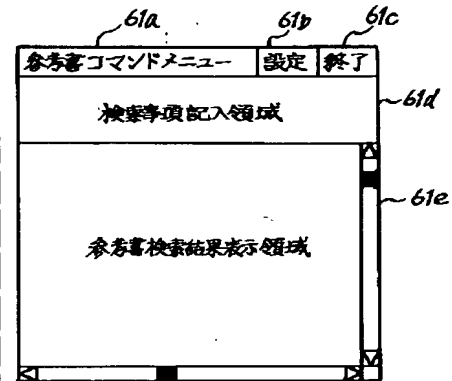 61a 61b 61c
参考書コマンドメニュー 設定 終了
検索事項記入領域 61d
61e
参考書検索結果表示領域